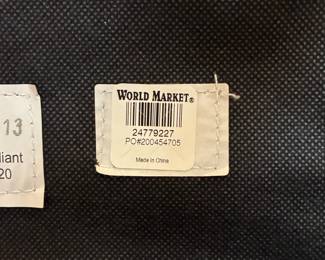 WORLD MARKET®
24779227
PO#200454705
Made in China
13
liant
20